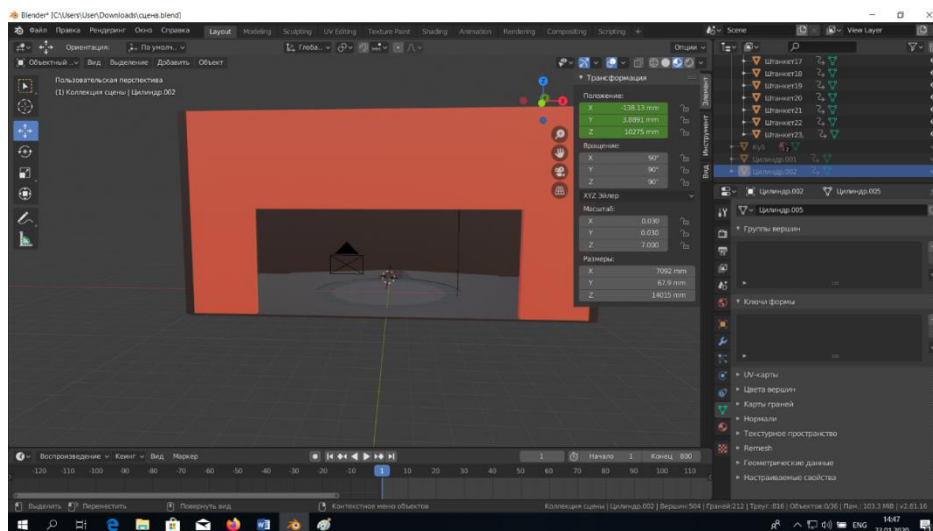 Blender* [C:\Users\User\Downloads\сцена.blend]
Файл Правка Рендеринг Окно Справка Layout Modeling Sculpting UV Editing Texture Paint Shading Animation Rendering Compositing Scripting + Scene View Layer
Ориентация: По умолч.. Глоба.. Опции
Объектный .. Вид Выделение Добавить Объект
Пользовательская перспектива
(1) Коллекция сцены | Цилиндр.002
Трансформация
Положение:
X -138.13 mm
Y 3.8891 mm
Z 10275 mm
Вращение:
X 90°
Y 90°
Z 90°
XYZ Эйлер
Масштаб:
X 0.030
Y 0.030
Z 7.000
Размеры:
X 7092 mm
Y 67.9 mm
Z 14015 mm
Элемент
Инструмент
Вид
Штанкет17
Штанкет18
Штанкет19
Штанкет20
Штанкет21
Штанкет22
Штанкет23.
Куб
Цилиндр.001
Цилиндр.002
Цилиндр.002 Цилиндр.005
Цилиндр.005
Группы вершин
Ключи формы
UV-карты
Цвета вершин
Карты граней
Нормали
Текстурное пространство
Remesh
Геометрические данные
Настраиваемые свойства
Воспроизведение Кеинг Вид Маркер 1 Начало 1 Конец 800
-120 -110 -100 -90 -80 -70 -60 -50 -40 -30 -20 -10 1 10 20 30 40 50 60 70 80 90 100 110
Выделить Переместить Повернуть вид Контекстное меню объектов Коллекция сцены | Цилиндр.002 | Вершин:504 | Граней:212 | Треуг.:816 | Объектов:0/36 | Пам.: 103.3 MB | v2.81.16
ENG 14:47
22.01.2020